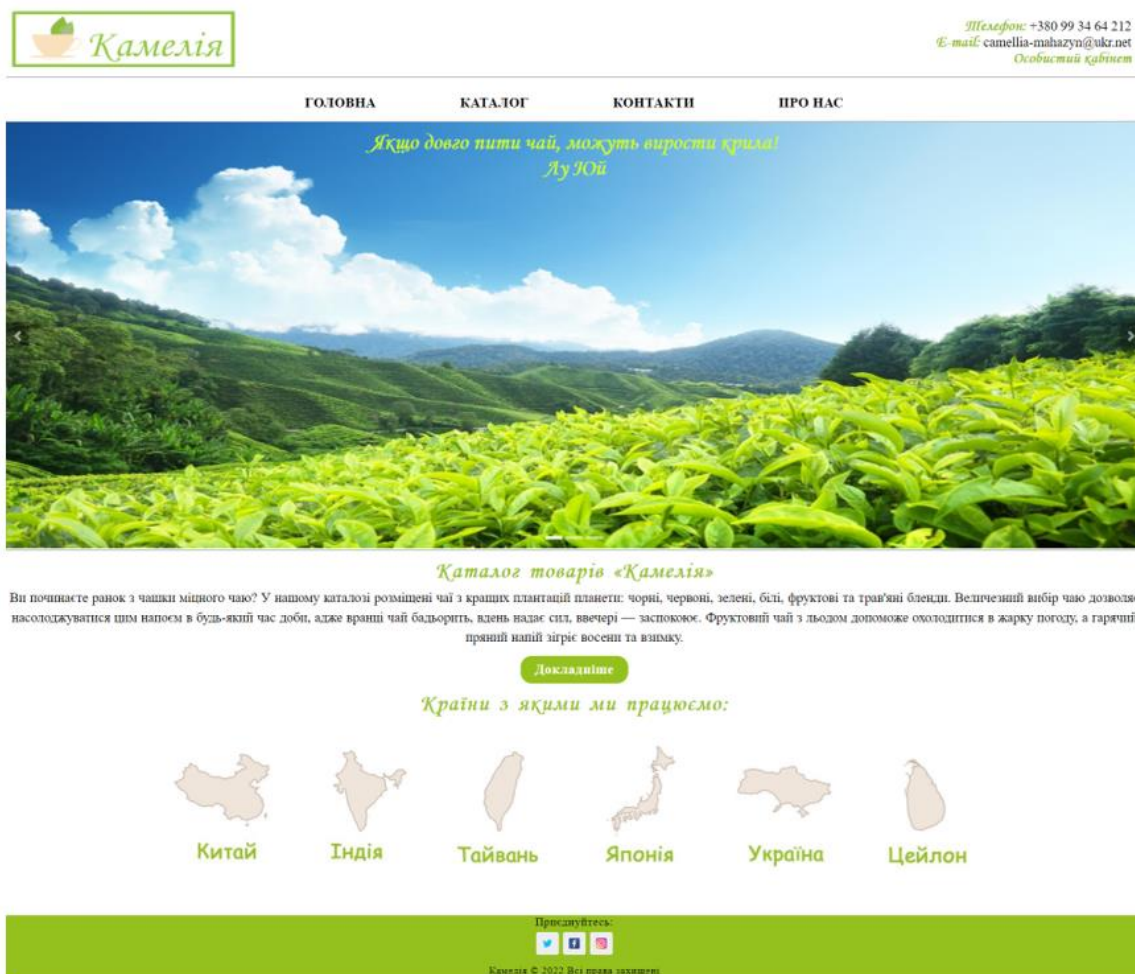 Камелія
Телефон: +380 99 34 64 212
E-mail: camellia-mahazyn@ukr.net
Особистий кабінет
ГОЛОВНА КАТАЛОГ КОНТАКТИ ПРО НАС
Якщо довго пити чай, можуть вирости крила!
Лу Юй
Каталог товарів «Камелія»
Ви починаєте ранок з чашки міцного чаю? У нашому каталозі розміщені чаї з кращих плантацій планети: чорні, червоні, зелені, білі, фруктові та трав'яні бленди. Величезний вибір чаю дозволяє
насолоджуватися цим напоєм в будь-який час доби, адже вранці чай бадьорить, вдень надає сил, ввечері — заспокоює. Фруктовий чай з льодом допоможе охолодитися в жарку погоду, а гарячий
пряний напій зігріє восени та взимку.
Докладніше
Країни з якими ми працюємо:
Китай Індія Тайвань Японія Україна Цейлон
Приєднуйтесь:
Камелія © 2022 Всі права захищені